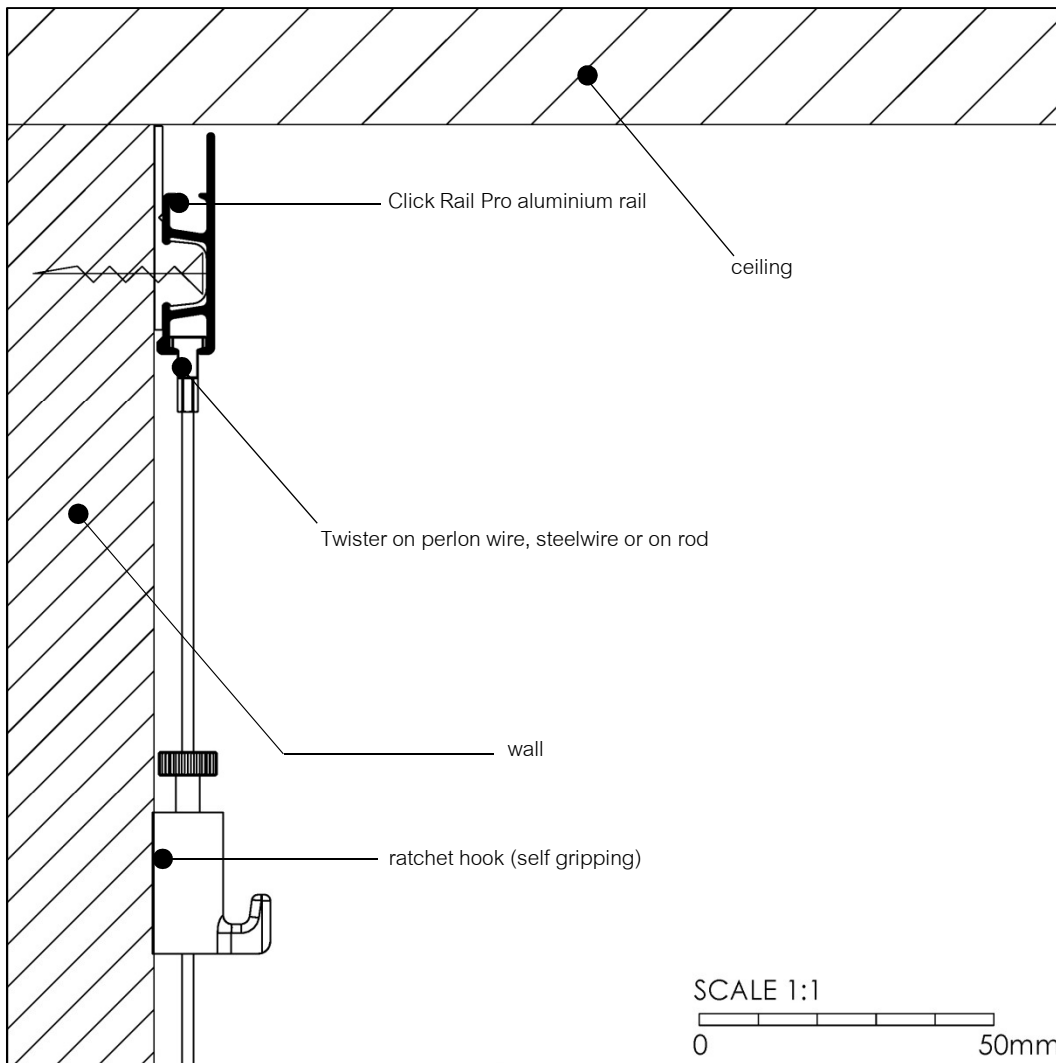 Click Rail Pro aluminium rail
ceiling
Twister on perlon wire, steelwire or on rod
wall
ratchet hook (self gripping)
SCALE 1:1
0 50mm